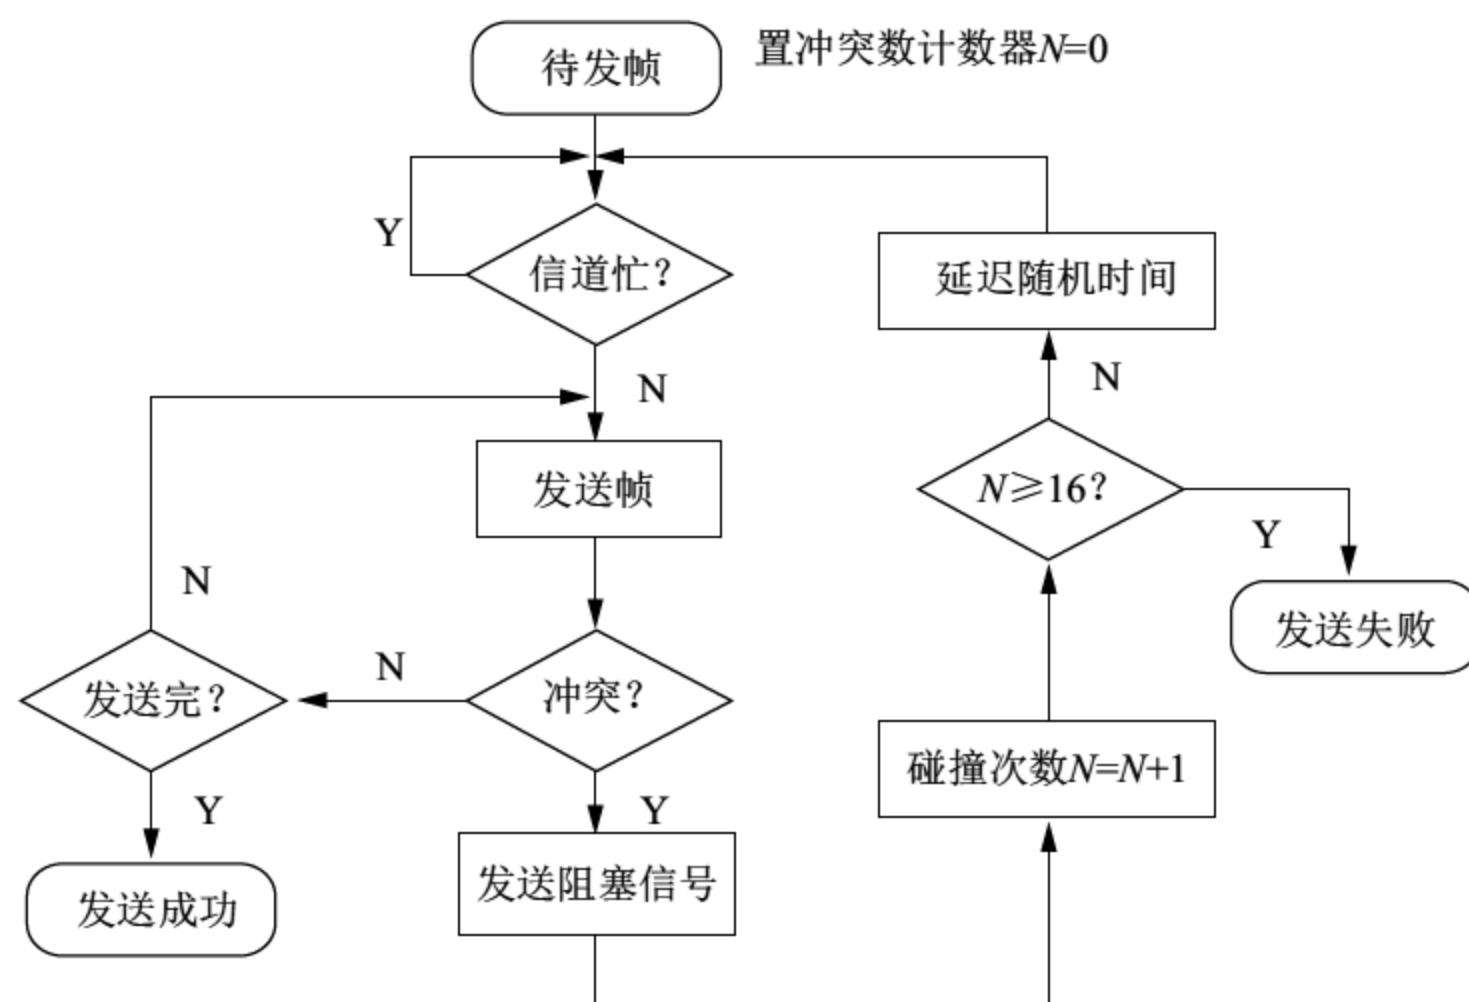 待发帧
置冲突数计数器N=0
Y
信道忙?
延迟随机时间
N
N
发送帧
N≥16?
Y
N
发送失败
N
发送完?
冲突?
碰撞次数N=N+1
Y
Y
发送阻塞信号
发送成功